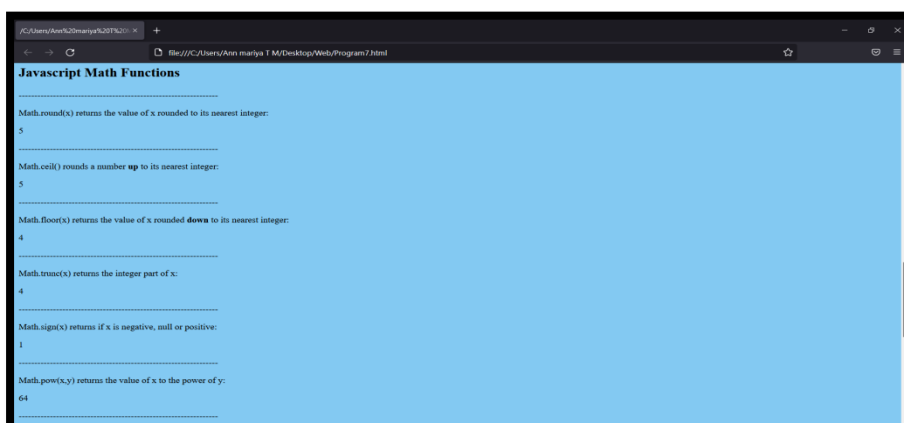 /C:/Users/Ann%20mariya%20T%20
file:///C:/Users/Ann mariya T M/Desktop/Web/Program7.html
Javascript Math Functions
----------------------------------------------------------------
Math.round(x) returns the value of x rounded to its nearest integer:
5
----------------------------------------------------------------
Math.ceil() rounds a number up to its nearest integer:
5
----------------------------------------------------------------
Math.floor(x) returns the value of x rounded down to its nearest integer:
4
----------------------------------------------------------------
Math.trunc(x) returns the integer part of x:
4
----------------------------------------------------------------
Math.sign(x) returns if x is negative, null or positive:
1
----------------------------------------------------------------
Math.pow(x,y) returns the value of x to the power of y:
64
----------------------------------------------------------------